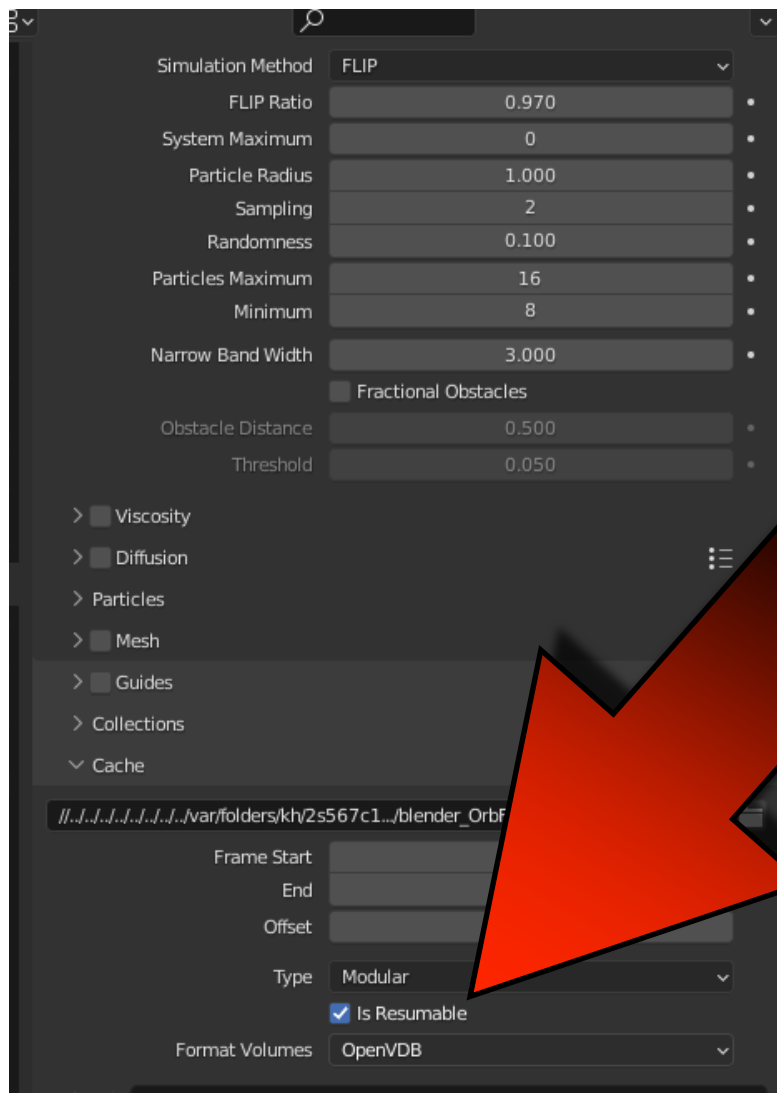 Simulation Method FLIP
FLIP Ratio 0.970
System Maximum 0
Particle Radius 1.000
Sampling 2
Randomness 0.100
Particles Maximum 16
Minimum 8
Narrow Band Width 3.000
Fractional Obstacles
Obstacle Distance 0.500
Threshold 0.050
Viscosity
Diffusion
Particles
Mesh
Guides
Collections
Cache
//../../../../../../../../var/folders/kh/2s567c1.../blender_Orb
Frame Start
End
Offset
Type Modular
Is Resumable
Format Volumes OpenVDB